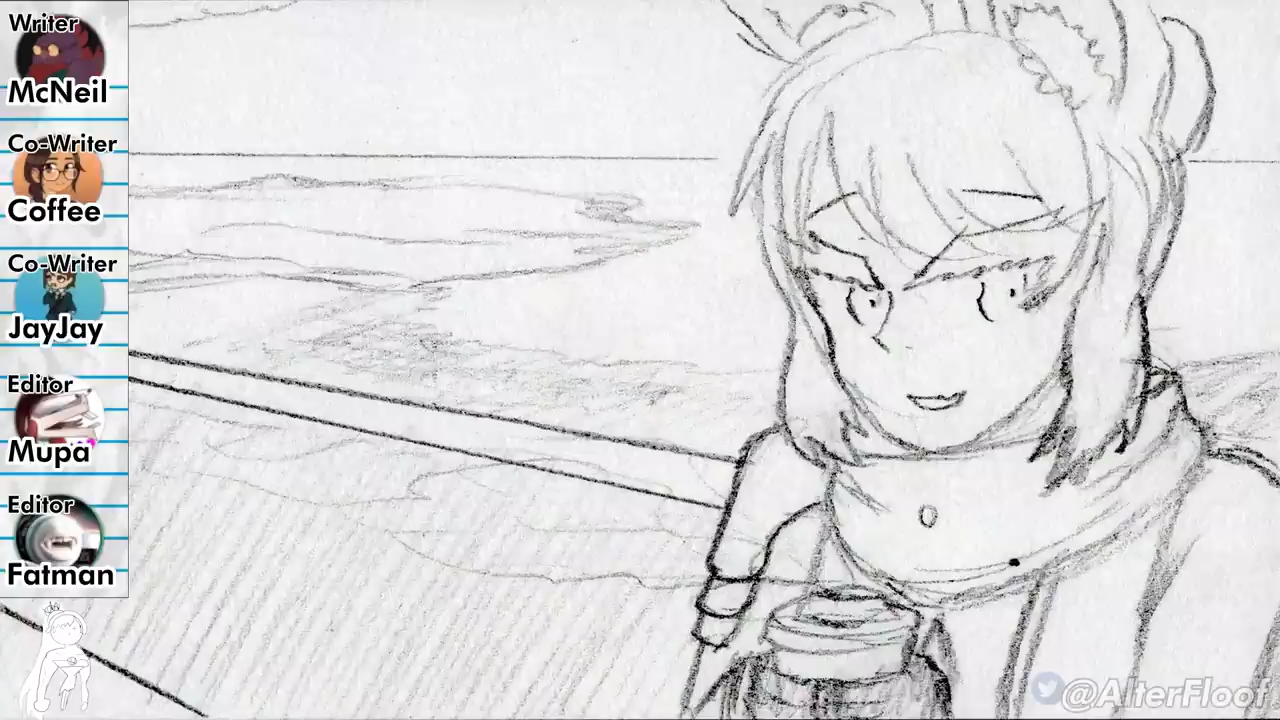 Writer
McNeil
Co-Writer
Coffee
Co-Writer
JayJay
Editor
Mupa
Editor
Fatman
@AlterFloof